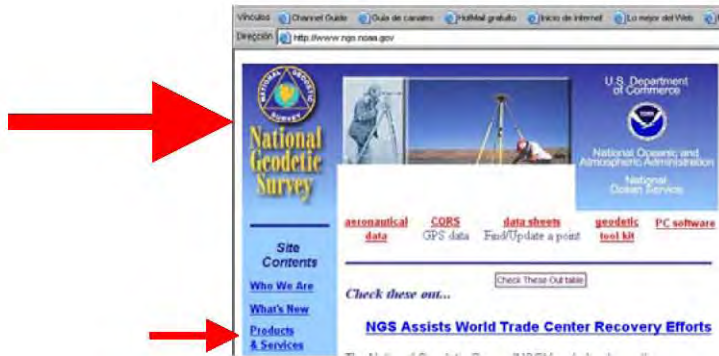 Vínculos Channel Guide Guía de canales HotMail gratuito Inicio de Internet Lo mejor del Web
Dirección http://www.ngs.noaa.gov
NATIONAL GEODETIC SURVEY
National
Geodetic
Survey
U.S. Department
of Commerce
National Oceanic and
Atmospheric Administration
National
Ocean Service
aeronautical
data
CORS
GPS data
data sheets
Find/Update a point
geodetic
tool kit
PC software
Site
Contents
Who We Are
What's New
Products
& Services
Check These Out table
Check these out...
NGS Assists World Trade Center Recovery Efforts